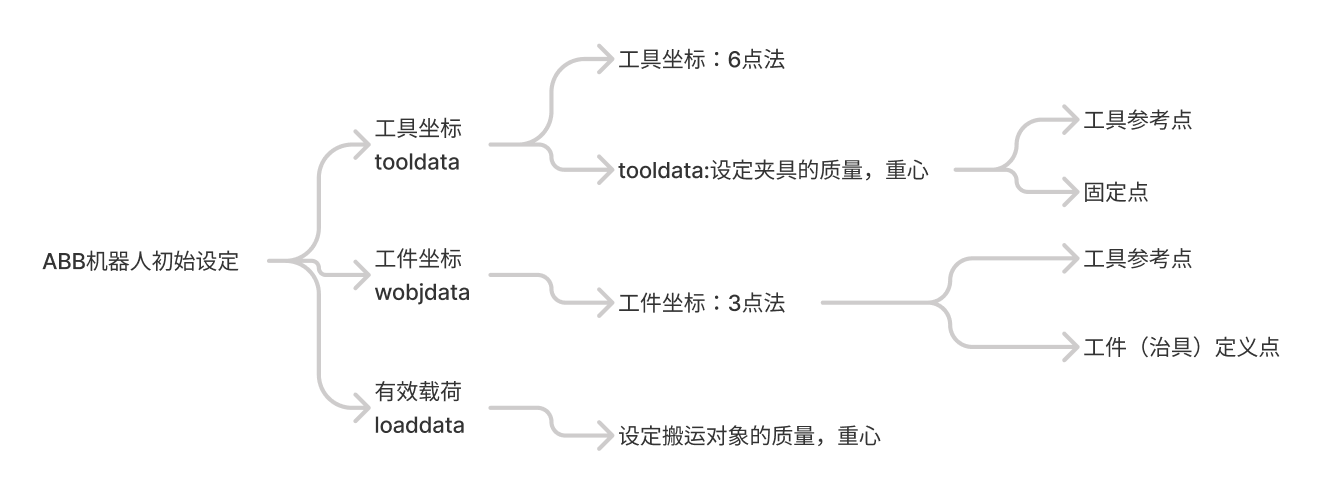 ABB机器人初始设定
工具坐标
tooldata
工具坐标：6点法
tooldata:设定夹具的质量，重心
工具参考点
固定点
工件坐标
wobjdata
工件坐标：3点法
工具参考点
工件（治具）定义点
有效载荷
loaddata
设定搬运对象的质量，重心